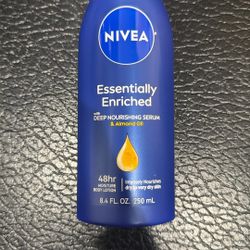 NIVEA
Essentially
Enriched
with
DEEP NOURISHING SERUM
& Almond Oil
48hr
MOISTURE
BODY LOTION
Intensely Nourishes
dry to very dry skin
8.4 FL. OZ. 250 mL